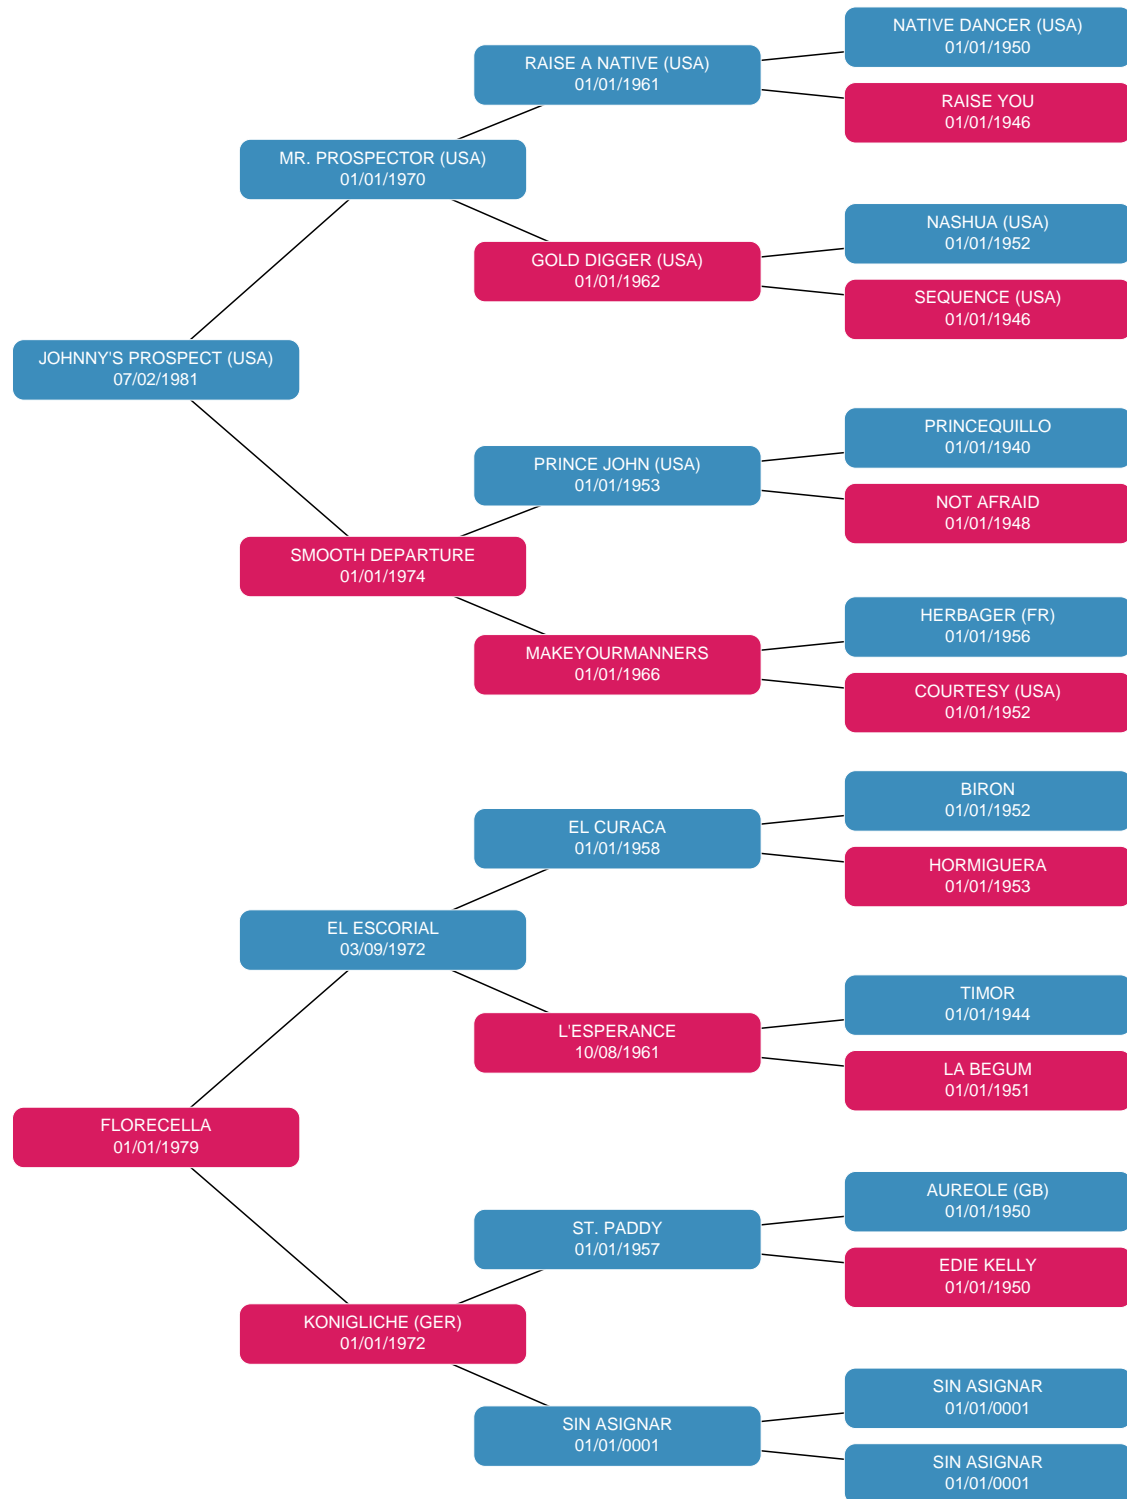 NATIVE DANCER (USA)
01/01/1950
RAISE A NATIVE (USA)
01/01/1961
RAISE YOU
01/01/1946
MR. PROSPECTOR (USA)
01/01/1970
NASHUA (USA)
01/01/1952
GOLD DIGGER (USA)
01/01/1962
SEQUENCE (USA)
01/01/1946
JOHNNY'S PROSPECT (USA)
07/02/1981
PRINCEQUILLO
01/01/1940
PRINCE JOHN (USA)
01/01/1953
NOT AFRAID
01/01/1948
SMOOTH DEPARTURE
01/01/1974
HERBAGER (FR)
01/01/1956
MAKEYOURMANNERS
01/01/1966
COURTESY (USA)
01/01/1952
BIRON
01/01/1952
EL CURACA
01/01/1958
HORMIGUERA
01/01/1953
EL ESCORIAL
03/09/1972
TIMOR
01/01/1944
L'ESPERANCE
10/08/1961
LA BEGUM
01/01/1951
FLORECELLA
01/01/1979
AUREOLE (GB)
01/01/1950
ST. PADDY
01/01/1957
EDIE KELLY
01/01/1950
KONIGLICHE (GER)
01/01/1972
SIN ASIGNAR
01/01/0001
SIN ASIGNAR
01/01/0001
SIN ASIGNAR
01/01/0001